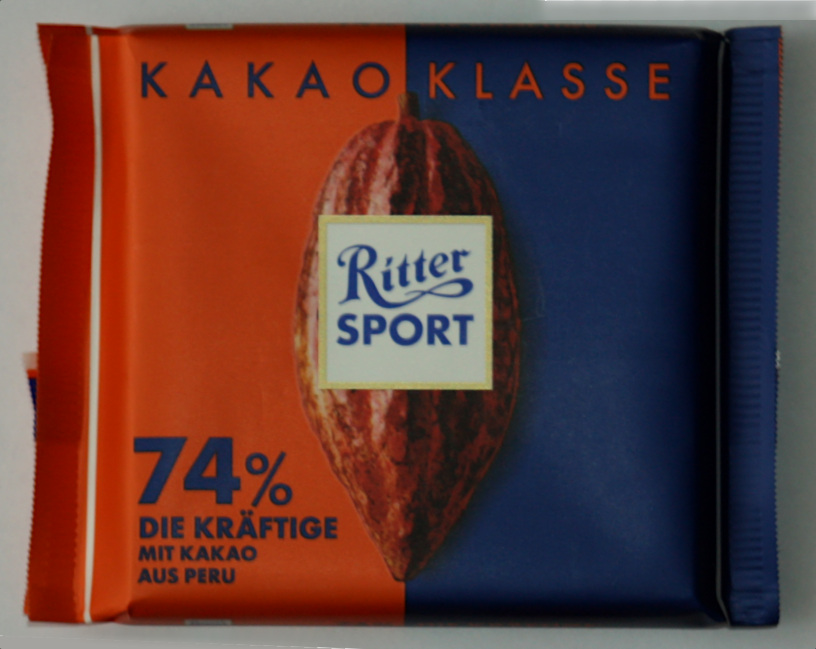 KAKAO KLASSE
Ritter
SPORT
74%
DIE KRÄFTIGE
MIT KAKAO
AUS PERU